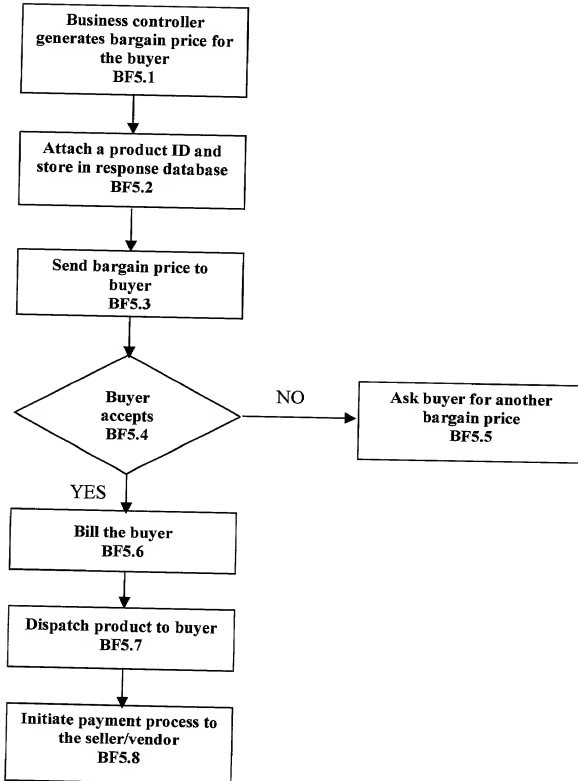 Business controller
generates bargain price for
the buyer
BF5.1
Attach a product ID and
store in response database
BF5.2
Send bargain price to
buyer
BF5.3
Buyer
accepts
BF5.4
NO
Ask buyer for another
bargain price
BF5.5
YES
Bill the buyer
BF5.6
Dispatch product to buyer
BF5.7
Initiate payment process to
the seller/vendor
BF5.8